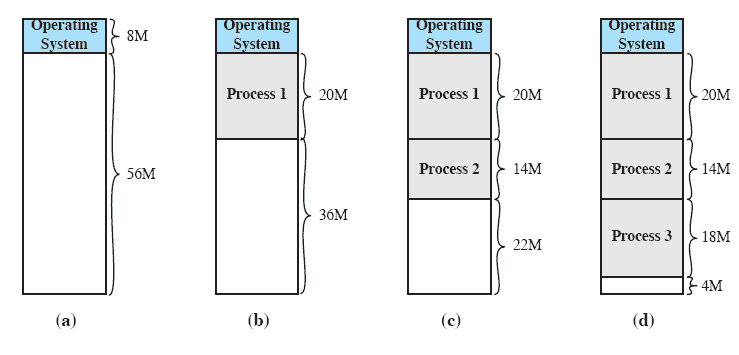 Operating
System
8M
56M
(a)
Operating
System
Process 1
20M
36M
(b)
Operating
System
Process 1
20M
Process 2
14M
22M
(c)
Operating
System
Process 1
20M
Process 2
14M
Process 3
18M
4M
(d)